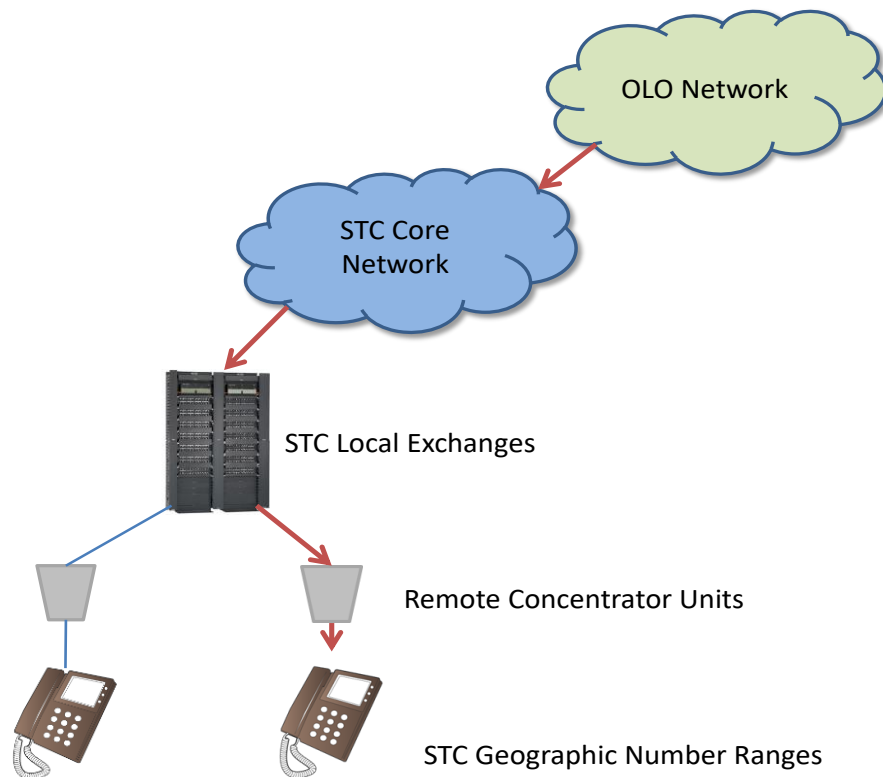 OLO Network
STC Core
Network
STC Local Exchanges
Remote Concentrator Units
STC Geographic Number Ranges